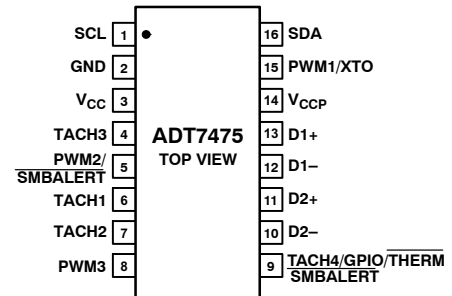 SCL 1 16 SDA
GND 2 15 PWM1/XTO
VCC 3 14 VCCP
TACH3 4 ADT7475 13 D1+
TOP VIEW
PWM2/
SMBALERT 5 12 D1–
TACH1 6 11 D2+
TACH2 7 10 D2–
PWM3 8 9 TACH4/GPIO/THERM
SMBALERT